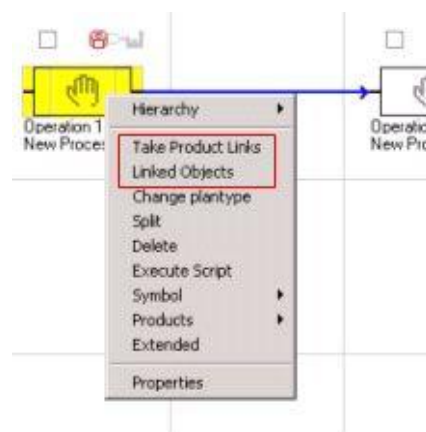 Operation 1
New Proces
Hierarchy
Take Product Links
Linked Objects
Change plantype
Split
Delete
Execute Script
Symbol
Products
Extended
Properties
Operatio
New Pro